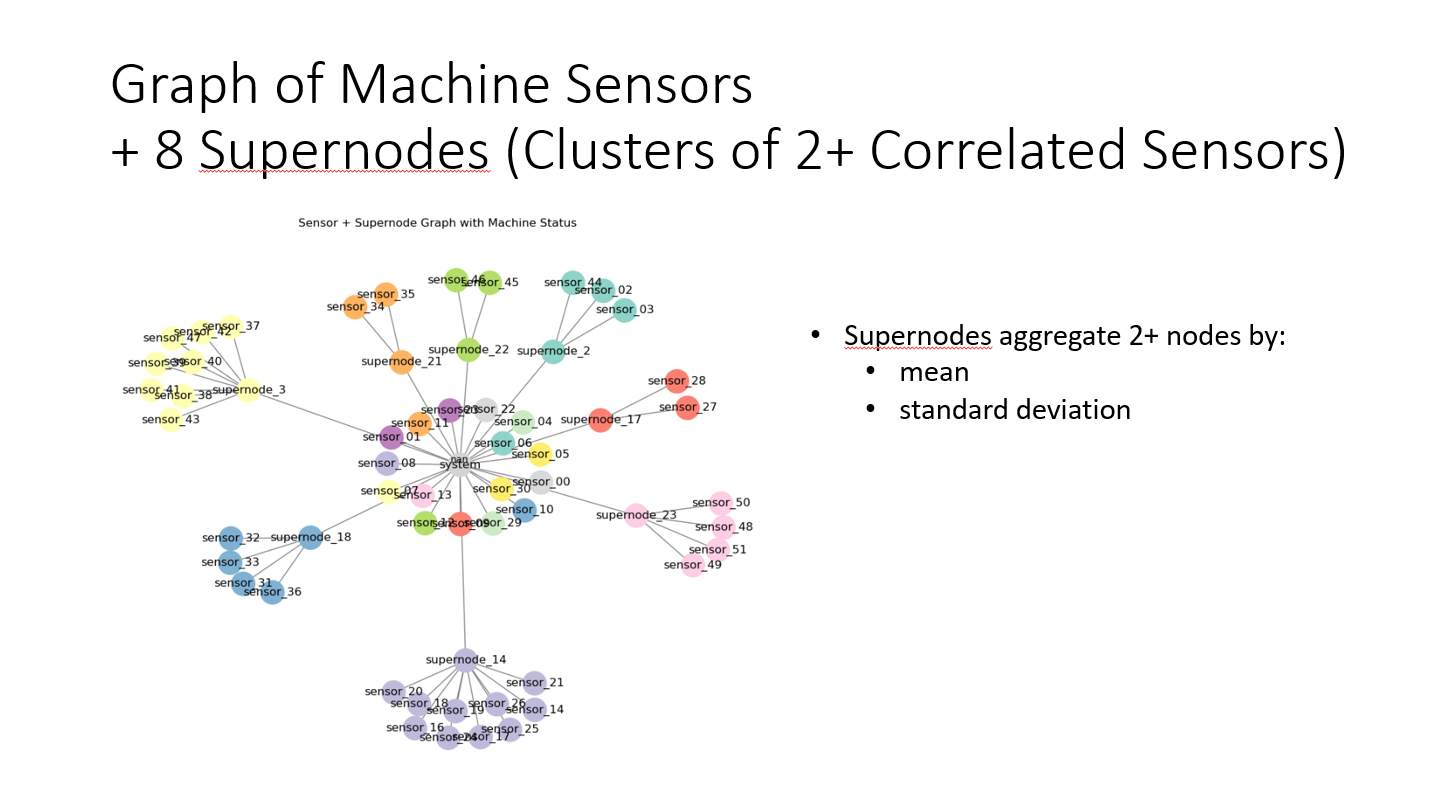 Graph of Machine Sensors
+ 8 Supernodes (Clusters of 2+ Correlated Sensors)
Sensor + Supernode Graph with Machine Status
sensor_46
sensor_45
sensor_44
sensor_02
sensor_03
sensor_35
sensor_34
sensor_37
sensor_42
sensor_47
sensor_40
sensor_39
sensor_41
sensor_38
sensor_43
supernode_3
supernode_21
supernode_22
supernode_2
sensor_28
sensor_27
supernode_17
sensor_23
sensor_22
sensor_11
sensor_04
sensor_01
sensor_06
sensor_05
nan
system
sensor_08
sensor_07
sensor_13
sensor_30
sensor_00
sensor_10
sensor_12
sensor_09
sensor_29
supernode_23
sensor_50
sensor_48
sensor_51
sensor_49
sensor_32
supernode_18
sensor_33
sensor_31
sensor_36
supernode_14
sensor_20
sensor_18
sensor_19
sensor_26
sensor_21
sensor_14
sensor_16
sensor_24
sensor_17
sensor_25
• Supernodes aggregate 2+ nodes by:
• mean
• standard deviation